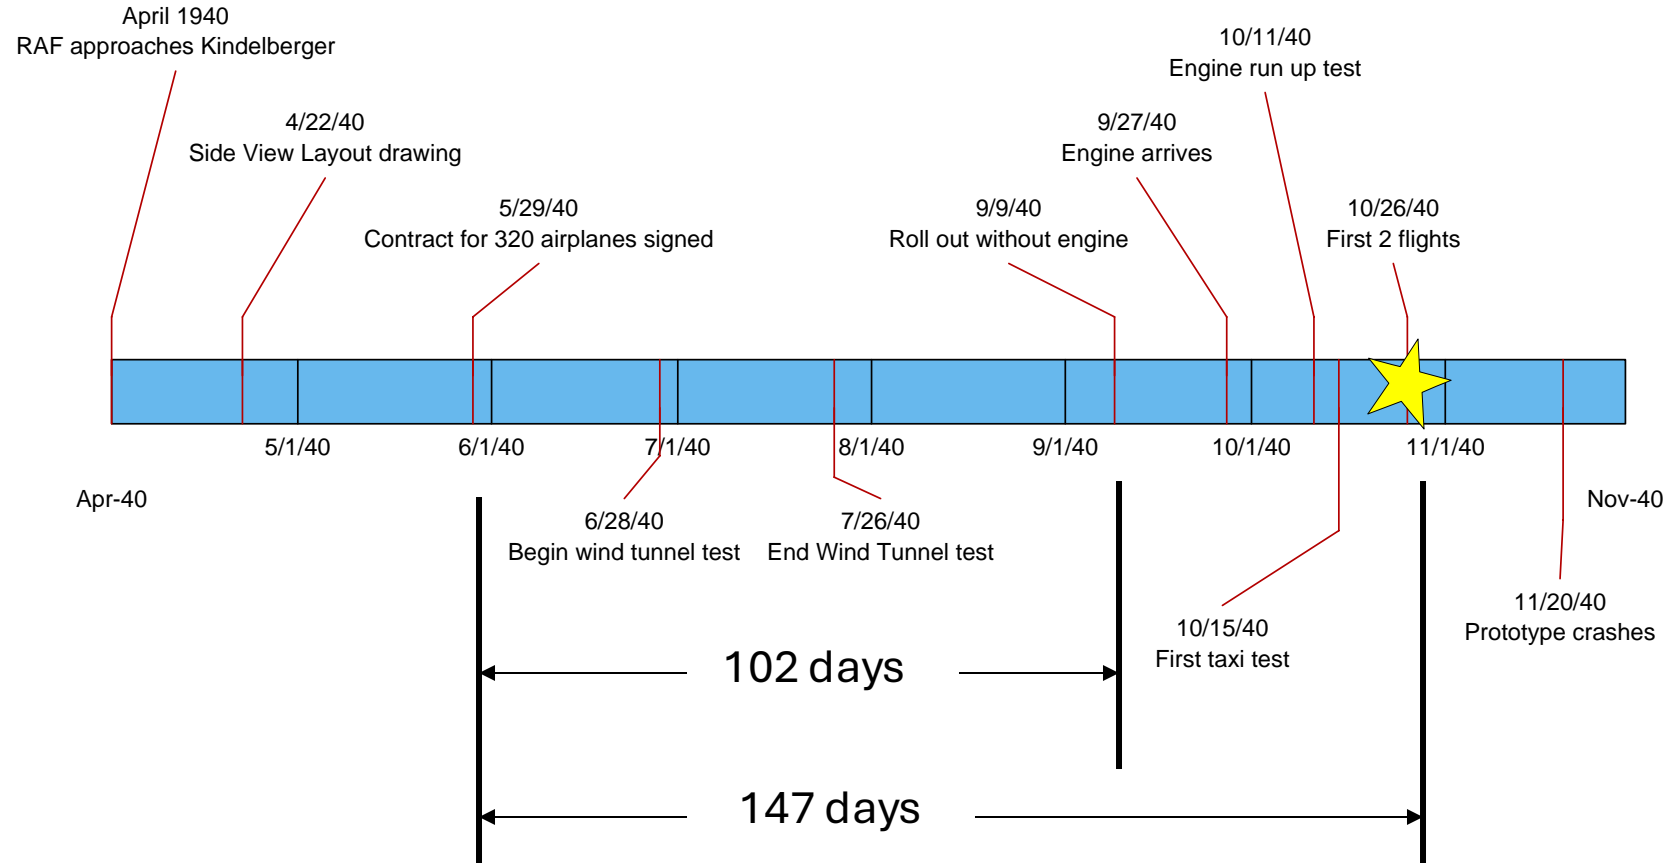 April 1940
RAF approaches Kindelberger
10/11/40
Engine run up test
4/22/40
Side View Layout drawing
9/27/40
Engine arrives
5/29/40
Contract for 320 airplanes signed
9/9/40
Roll out without engine
10/26/40
First 2 flights
5/1/40
6/1/40
7/1/40
8/1/40
9/1/40
10/1/40
11/1/40
Apr-40
Nov-40
6/28/40
Begin wind tunnel test
7/26/40
End Wind Tunnel test
11/20/40
Prototype crashes
10/15/40
First taxi test
102 days
147 days